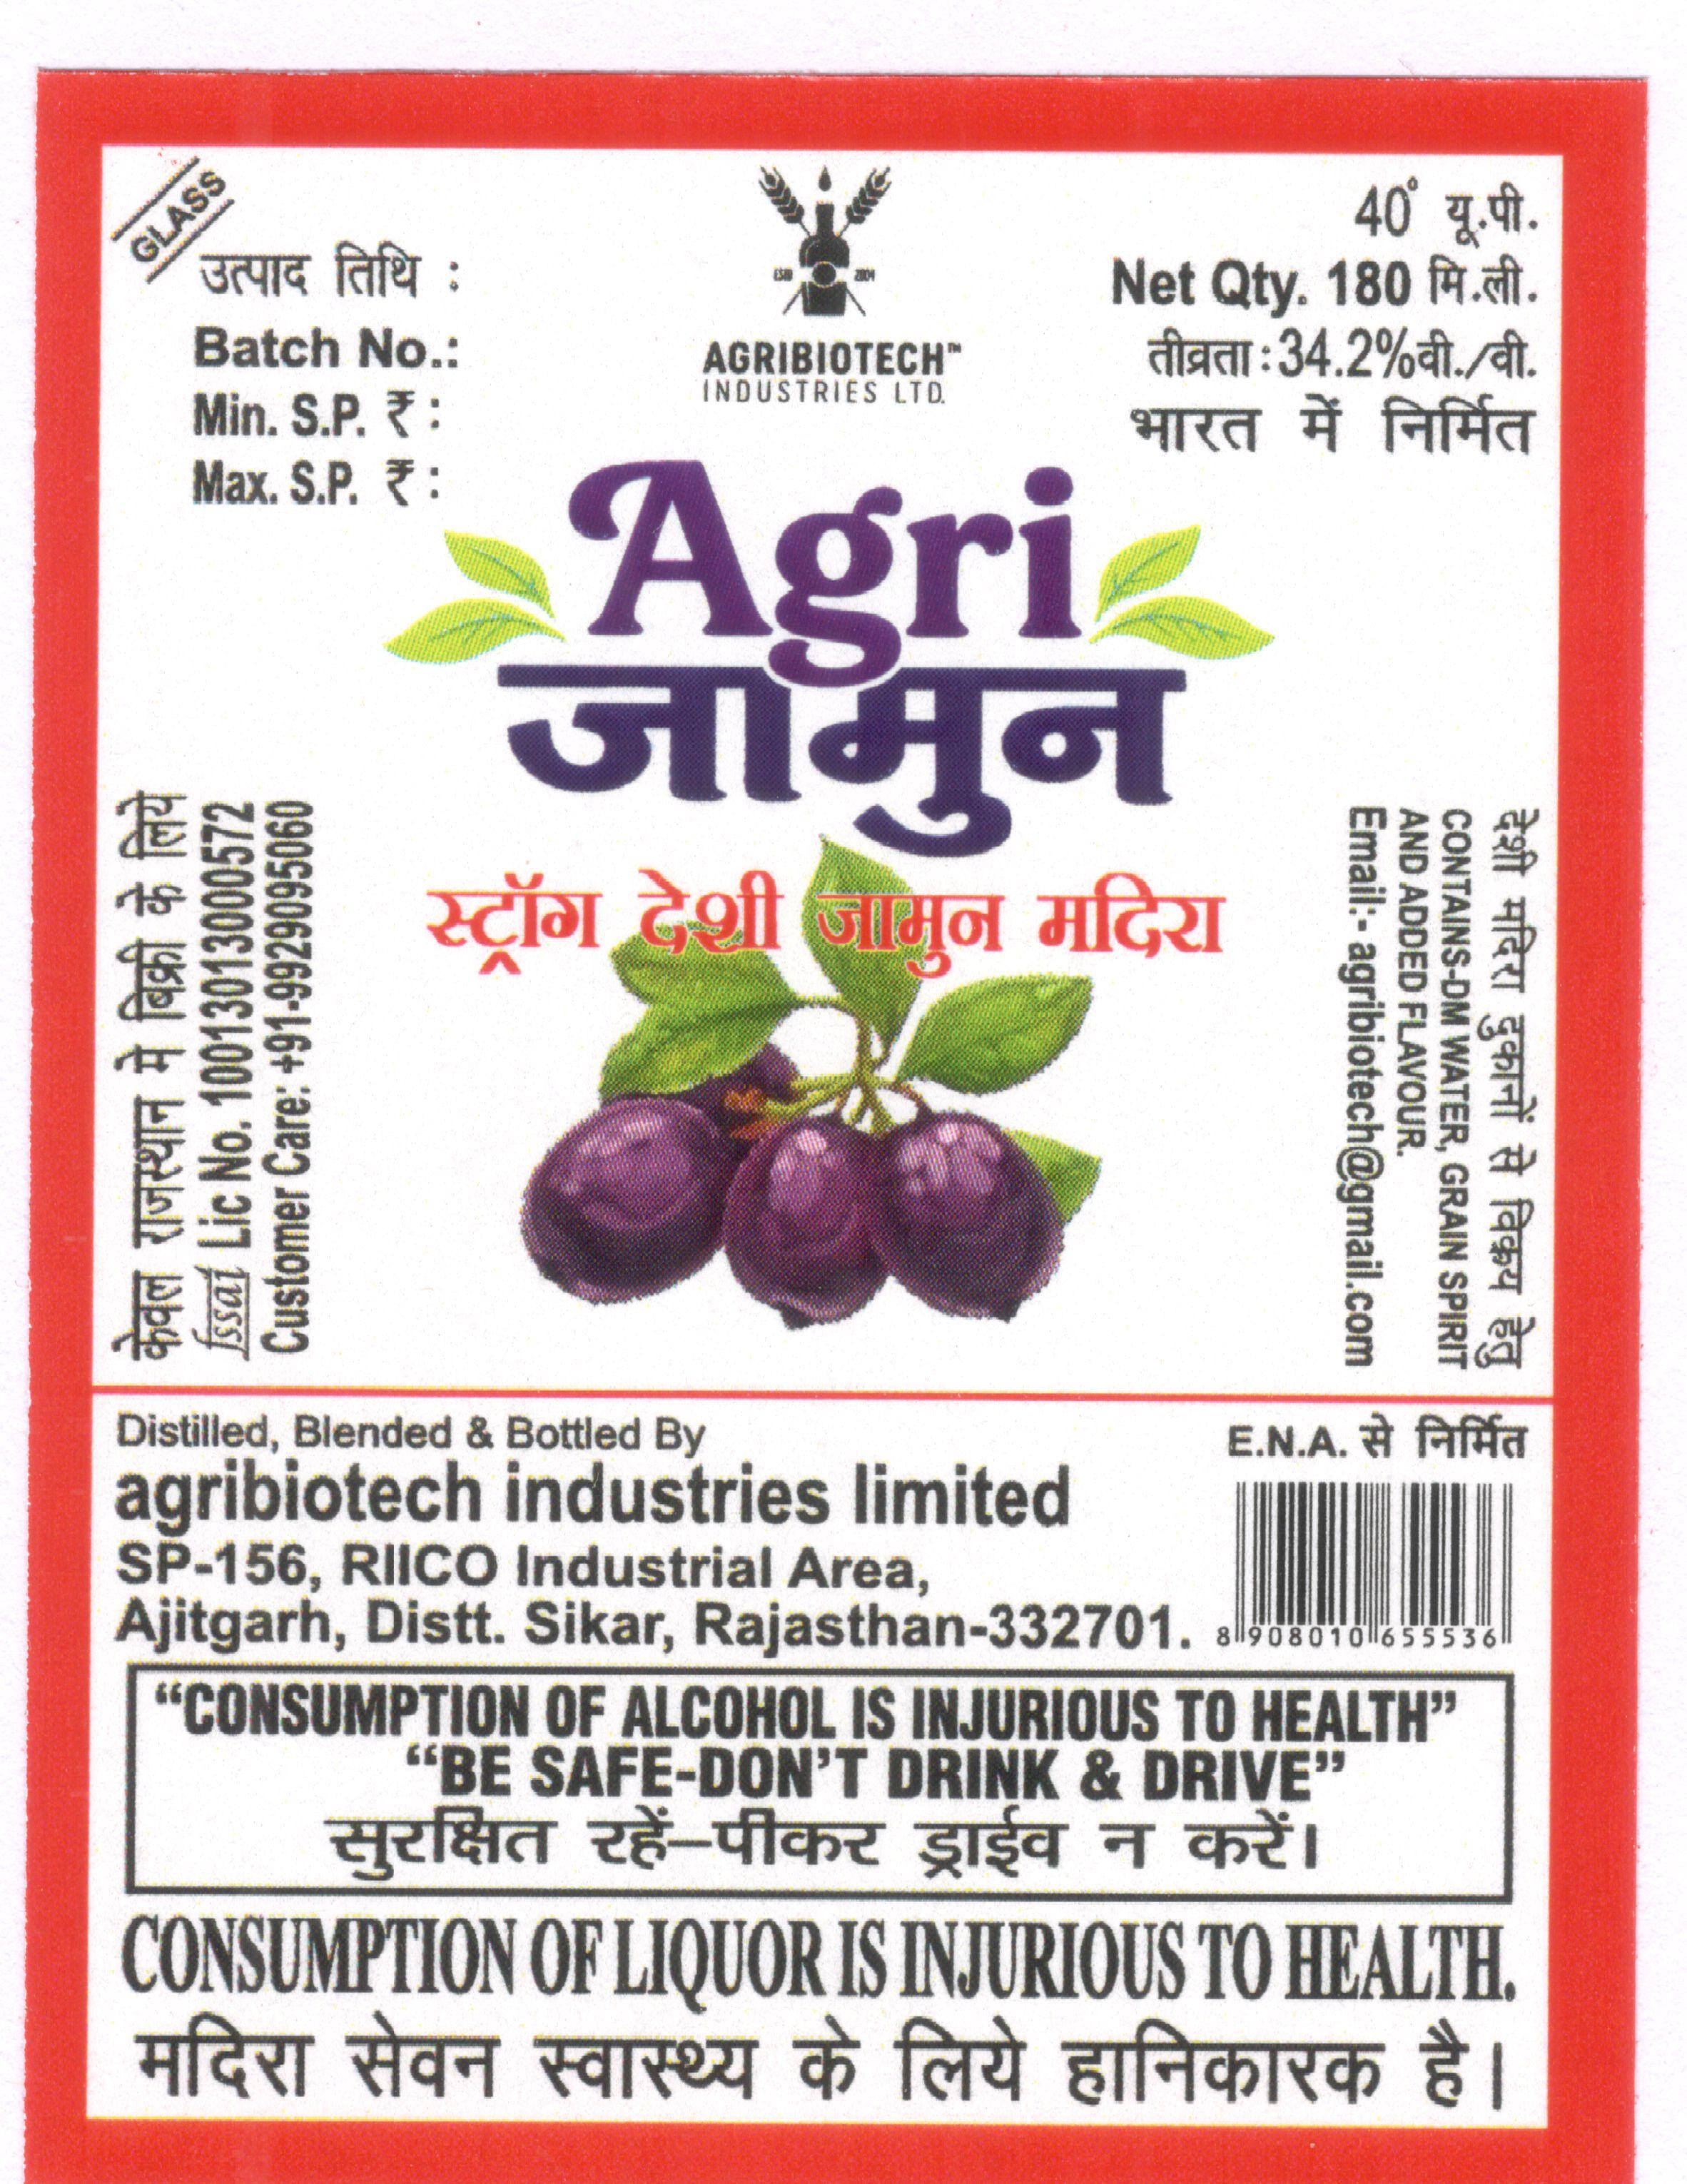 GLASS
उत्पाद तिथि :
Batch No.:
Min. S.P. ₹ :
Max. S.P. ₹ :
ESTD 2004
AGRIBIOTECH™
INDUSTRIES LTD.
40° यू.पी.
Net Qty. 180 मि.ली.
तीव्रता : 34.2%वी./वी.
भारत में निर्मित
Agri
जामुन
स्ट्रॉग देशी जामुन मदिरा
केवल राजस्थान मे बिक्री के लिये
fssai Lic No. 10013013000572
Customer Care: +91-9929095060
देशी मदिरा दुकानों से विक्रय हेतु
CONTAINS-DM WATER, GRAIN SPIRIT
AND ADDED FLAVOUR.
Email:- agribiotech@gmail.com
Distilled, Blended & Bottled By
agribiotech industries limited
SP-156, RIICO Industrial Area,
Ajitgarh, Distt. Sikar, Rajasthan-332701.
E.N.A. से निर्मित
8 908010 655536
“CONSUMPTION OF ALCOHOL IS INJURIOUS TO HEALTH”
“BE SAFE-DON’T DRINK & DRIVE”
सुरक्षित रहें–पीकर ड्राईव न करें।
CONSUMPTION OF LIQUOR IS INJURIOUS TO HEALTH.
मदिरा सेवन स्वास्थ्य के लिये हानिकारक है।